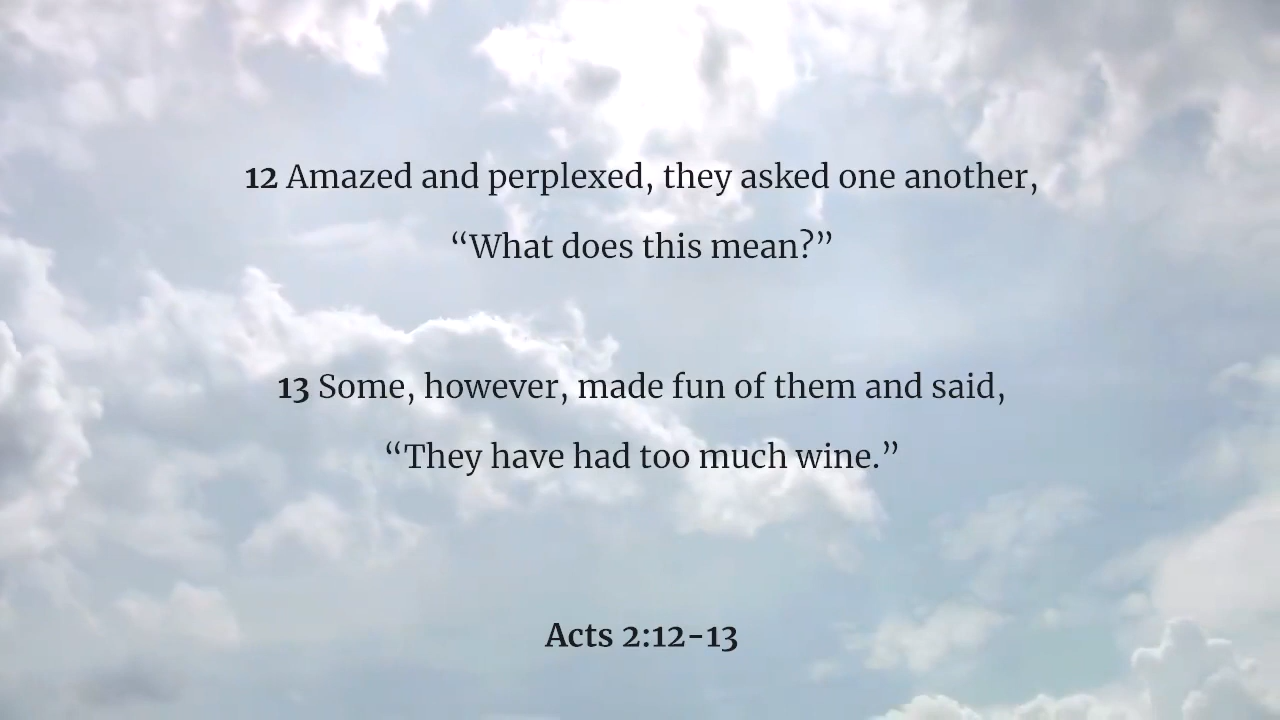 12 Amazed and perplexed, they asked one another,
“What does this mean?”
13 Some, however, made fun of them and said,
“They have had too much wine.”
Acts 2:12-13